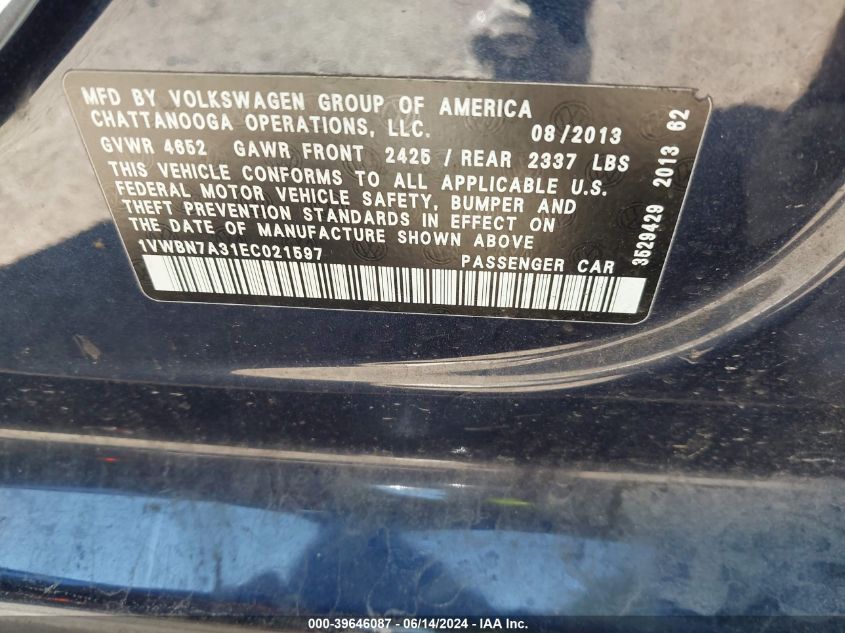 MFD BY VOLKSWAGEN GROUP OF AMERICA
CHATTANOOGA OPERATIONS, LLC. 08/2013
GVWR 4652 GAWR FRONT 2425 / REAR 2337 LBS
THIS VEHICLE CONFORMS TO ALL APPLICABLE U.S.
FEDERAL MOTOR VEHICLE SAFETY, BUMPER AND
THEFT PREVENTION STANDARDS IN EFFECT ON
THE DATE OF MANUFACTURE SHOWN ABOVE
1VWBN7A31EC021597 PASSENGER CAR
3529429 2013 62
000-39646087 - 06/14/2024 - IAA Inc.